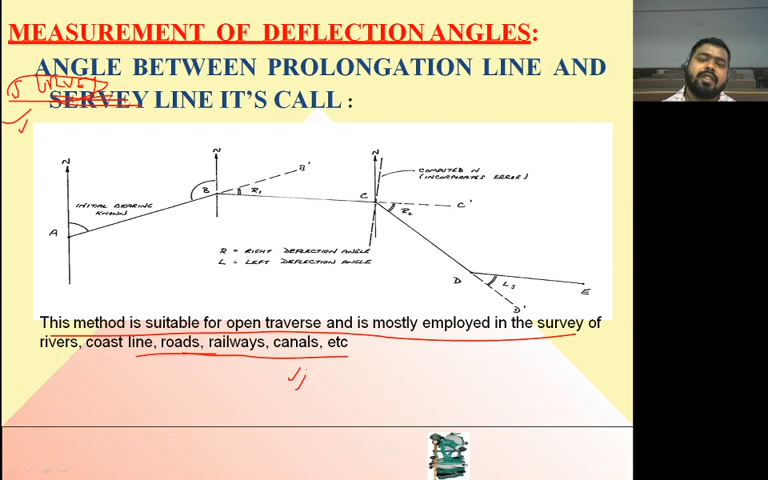 MEASUREMENT OF DEFLECTION ANGLES:
ANGLE BETWEEN PROLONGATION LINE AND
SERVEY LINE IT'S CALL :
N
N
N
B'
B
R1
C
COMPUTED N
(INCORPORATES ERROR)
INITIAL BEARING
KNOWN
A
C'
R2
R = RIGHT DEFLECTION ANGLE
L = LEFT DEFLECTION ANGLE
D
L3
E
D'
This method is suitable for open traverse and is mostly employed in the survey of
rivers, coast line, roads, railways, canals, etc